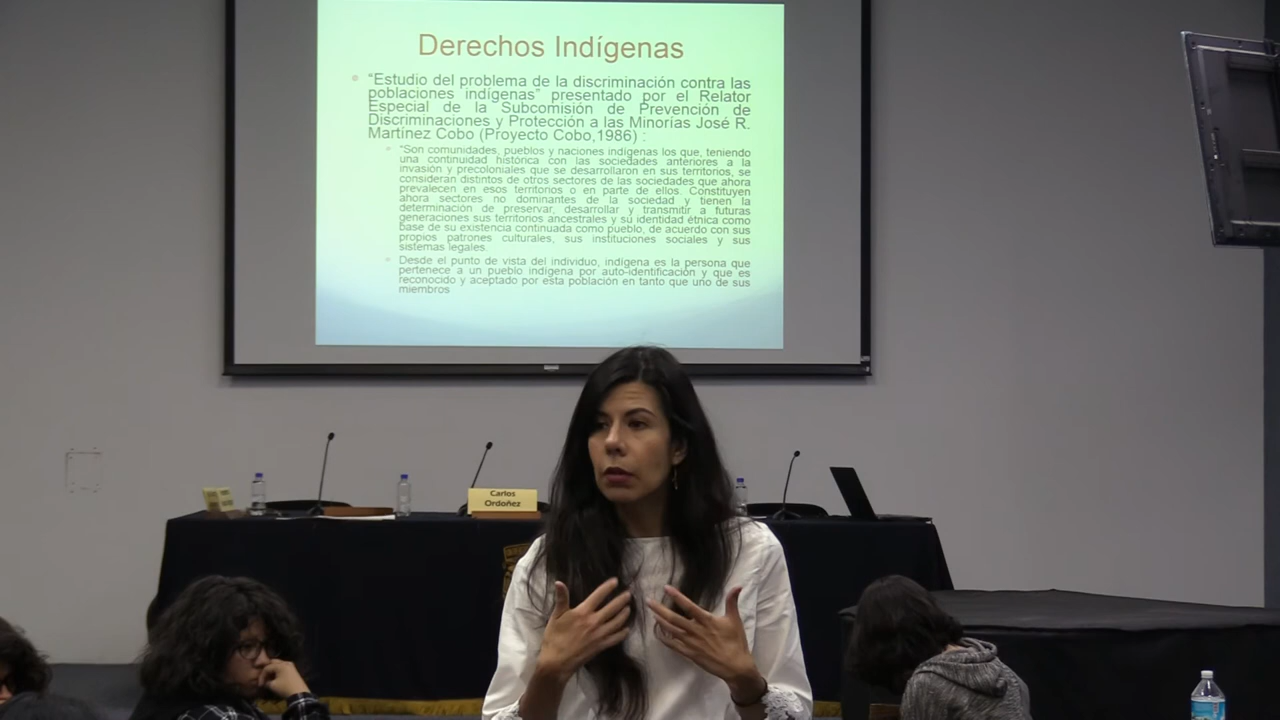 Derechos Indígenas
“Estudio del problema de la discriminación contra las
poblaciones indígenas” presentado por el Relator
Especial de la Subcomisión de Prevención de
Discriminaciones y Protección a las Minorías José R.
Martínez Cobo (Proyecto Cobo,1986) :
“Son comunidades, pueblos y naciones indígenas los que, teniendo
una continuidad histórica con las sociedades anteriores a la
invasión y precoloniales que se desarrollaron en sus territorios, se
consideran distintos de otros sectores de las sociedades que ahora
prevalecen en esos territorios o en parte de ellos. Constituyen
ahora sectores no dominantes de la sociedad y tienen la
determinación de preservar, desarrollar y transmitir a futuras
generaciones sus territorios ancestrales y su identidad étnica como
base de su existencia continuada como pueblo, de acuerdo con sus
propios patrones culturales, sus instituciones sociales y sus
sistemas legales.
Desde el punto de vista del individuo, indígena es la persona que
pertenece a un pueblo indígena por auto-identificación y que es
reconocido y aceptado por esta población en tanto que uno de sus
miembros
Carlos
Ordoñez